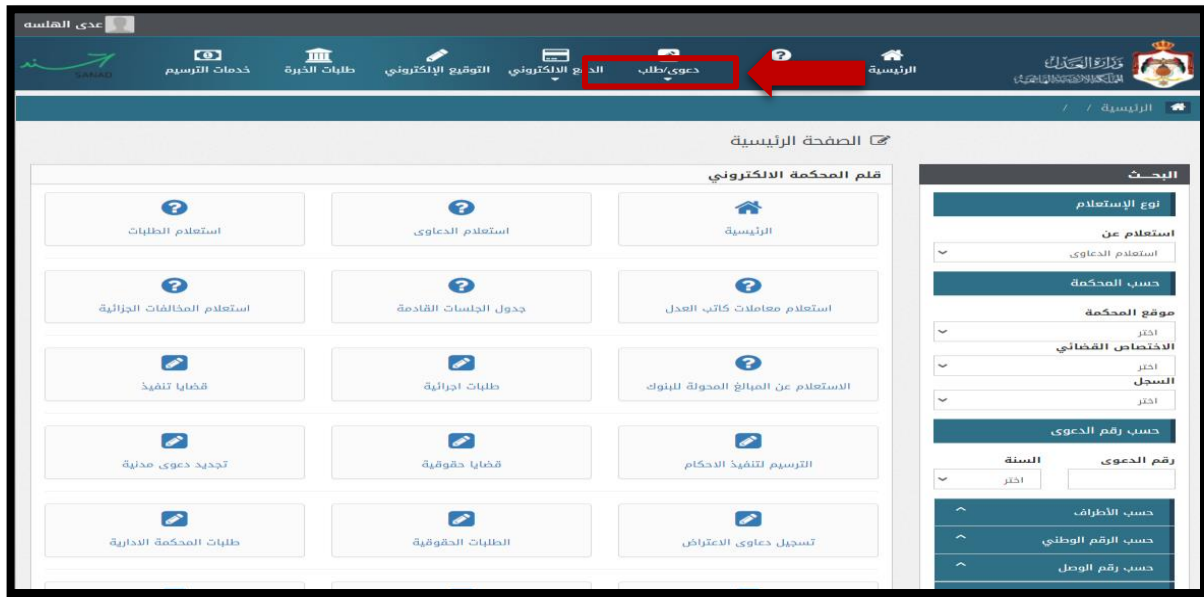 عدي الهلسه
وزارة العدل
الرئيسية
دعوى/طلب
الدفع الالكتروني
التوقيع الإلكتروني
طلبات الخبرة
خدمات الترسيم
سند
SANAD
الرئيسية / /
الصفحة الرئيسية
البحــث
نوع الإستعلام
استعلام عن
استعلام الدعاوى
حسب المحكمة
موقع المحكمة
اختر
الاختصاص القضائي
اختر
السجل
اختر
حسب رقم الدعوى
رقم الدعوى السنة
اختر
حسب الأطراف
حسب الرقم الوطني
حسب رقم الوصل
قلم المحكمة الالكتروني
الرئيسية
استعلام الدعاوى
استعلام الطلبات
استعلام معاملات كاتب العدل
جدول الجلسات القادمة
استعلام المخالفات الجزائية
الاستعلام عن المبالغ المحولة للبنوك
طلبات اجرائية
قضايا تنفيذ
الترسيم لتنفيذ الاحكام
قضايا حقوقية
تجديد دعوى مدنية
تسجيل دعاوى الاعتراض
الطلبات الحقوقية
طلبات المحكمة الادارية